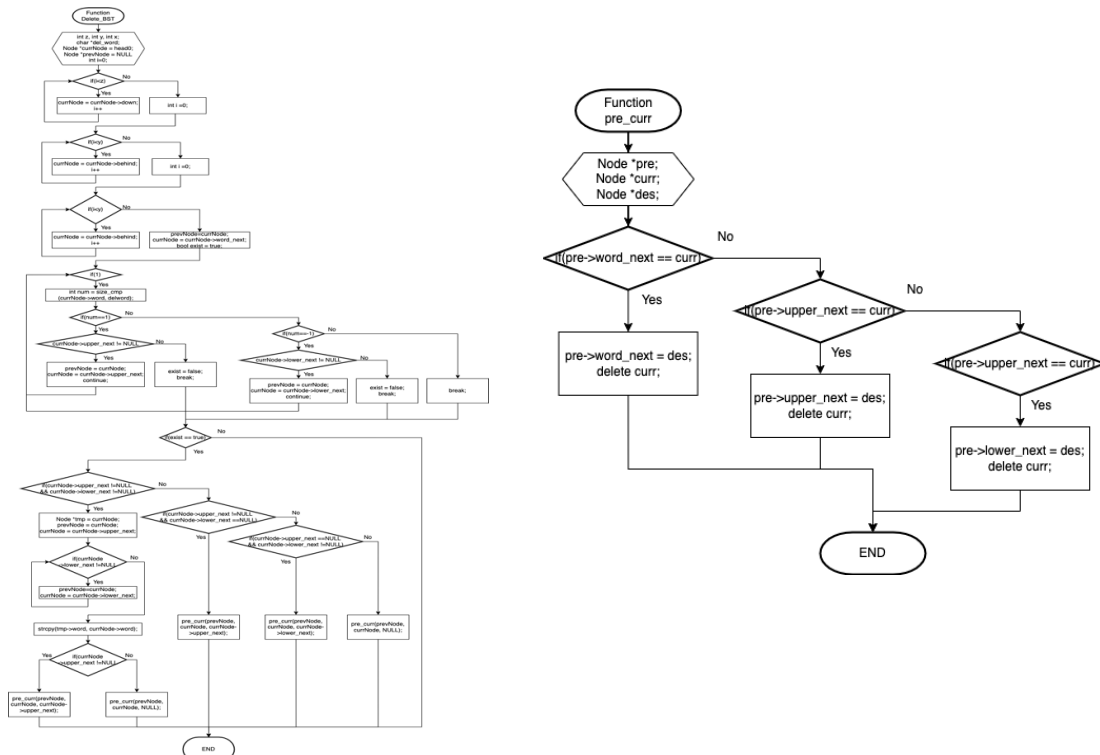 Function
Delete_BST
int z, int y, int x;
char *del_word;
Node *currNode = head0;
Node *prevNode = NULL
int i=0;
if(i<z)
No
Yes
currNode = currNode->down;
i++
int i =0;
if(i<y)
No
Yes
currNode = currNode->behind;
i++
int i =0;
if(i<y)
No
Yes
currNode = currNode->behind;
i++
prevNode=currNode;
currNode = currNode->word_next;
bool exist = true;
if(1)
int num = size_cmp
(currNode->word, delword);
if(num==1)
No
Yes
if(num==-1)
No
Yes
currNode->upper_next != NULL
No
Yes
currNode->lower_next != NULL
No
Yes
prevNode = currNode;
currNode = currNode->upper_next;
continue;
exist = false;
break;
prevNode = currNode;
currNode = currNode->lower_next;
continue;
exist = false;
break;
break;
if(exist == true)
No
Yes
if(currNode->upper_next !=NULL
&& currNode->lower_next !=NULL)
No
Yes
Node *tmp = currNode;
prevNode = currNode;
currNode = currNode->upper_next;
if(currNode->upper_next !=NULL
&& currNode->lower_next ==NULL)
No
Yes
if(currNode->upper_next ==NULL
&& currNode->lower_next !=NULL)
No
Yes
if(currNode
->lower_next !=NULL
No
Yes
prevNode=currNode;
currNode = currNode->lower_next;
strcpy(tmp->word, currNode->word);
pre_curr(prevNode,
currNode, currNode-
>upper_next);
pre_curr(prevNode,
currNode, currNode-
>lower_next);
pre_curr(prevNode,
currNode, NULL);
if(currNode
->upper_next !=NULL
Yes
No
pre_curr(prevNode,
currNode, currNode-
>upper_next);
pre_curr(prevNode,
currNode, NULL);
END
Function
pre_curr
Node *pre;
Node *curr;
Node *des;
if(pre->word_next == curr)
No
Yes
pre->word_next = des;
delete curr;
if(pre->upper_next == curr)
No
Yes
pre->upper_next = des;
delete curr;
if(pre->upper_next == curr)
Yes
pre->lower_next = des;
delete curr;
END